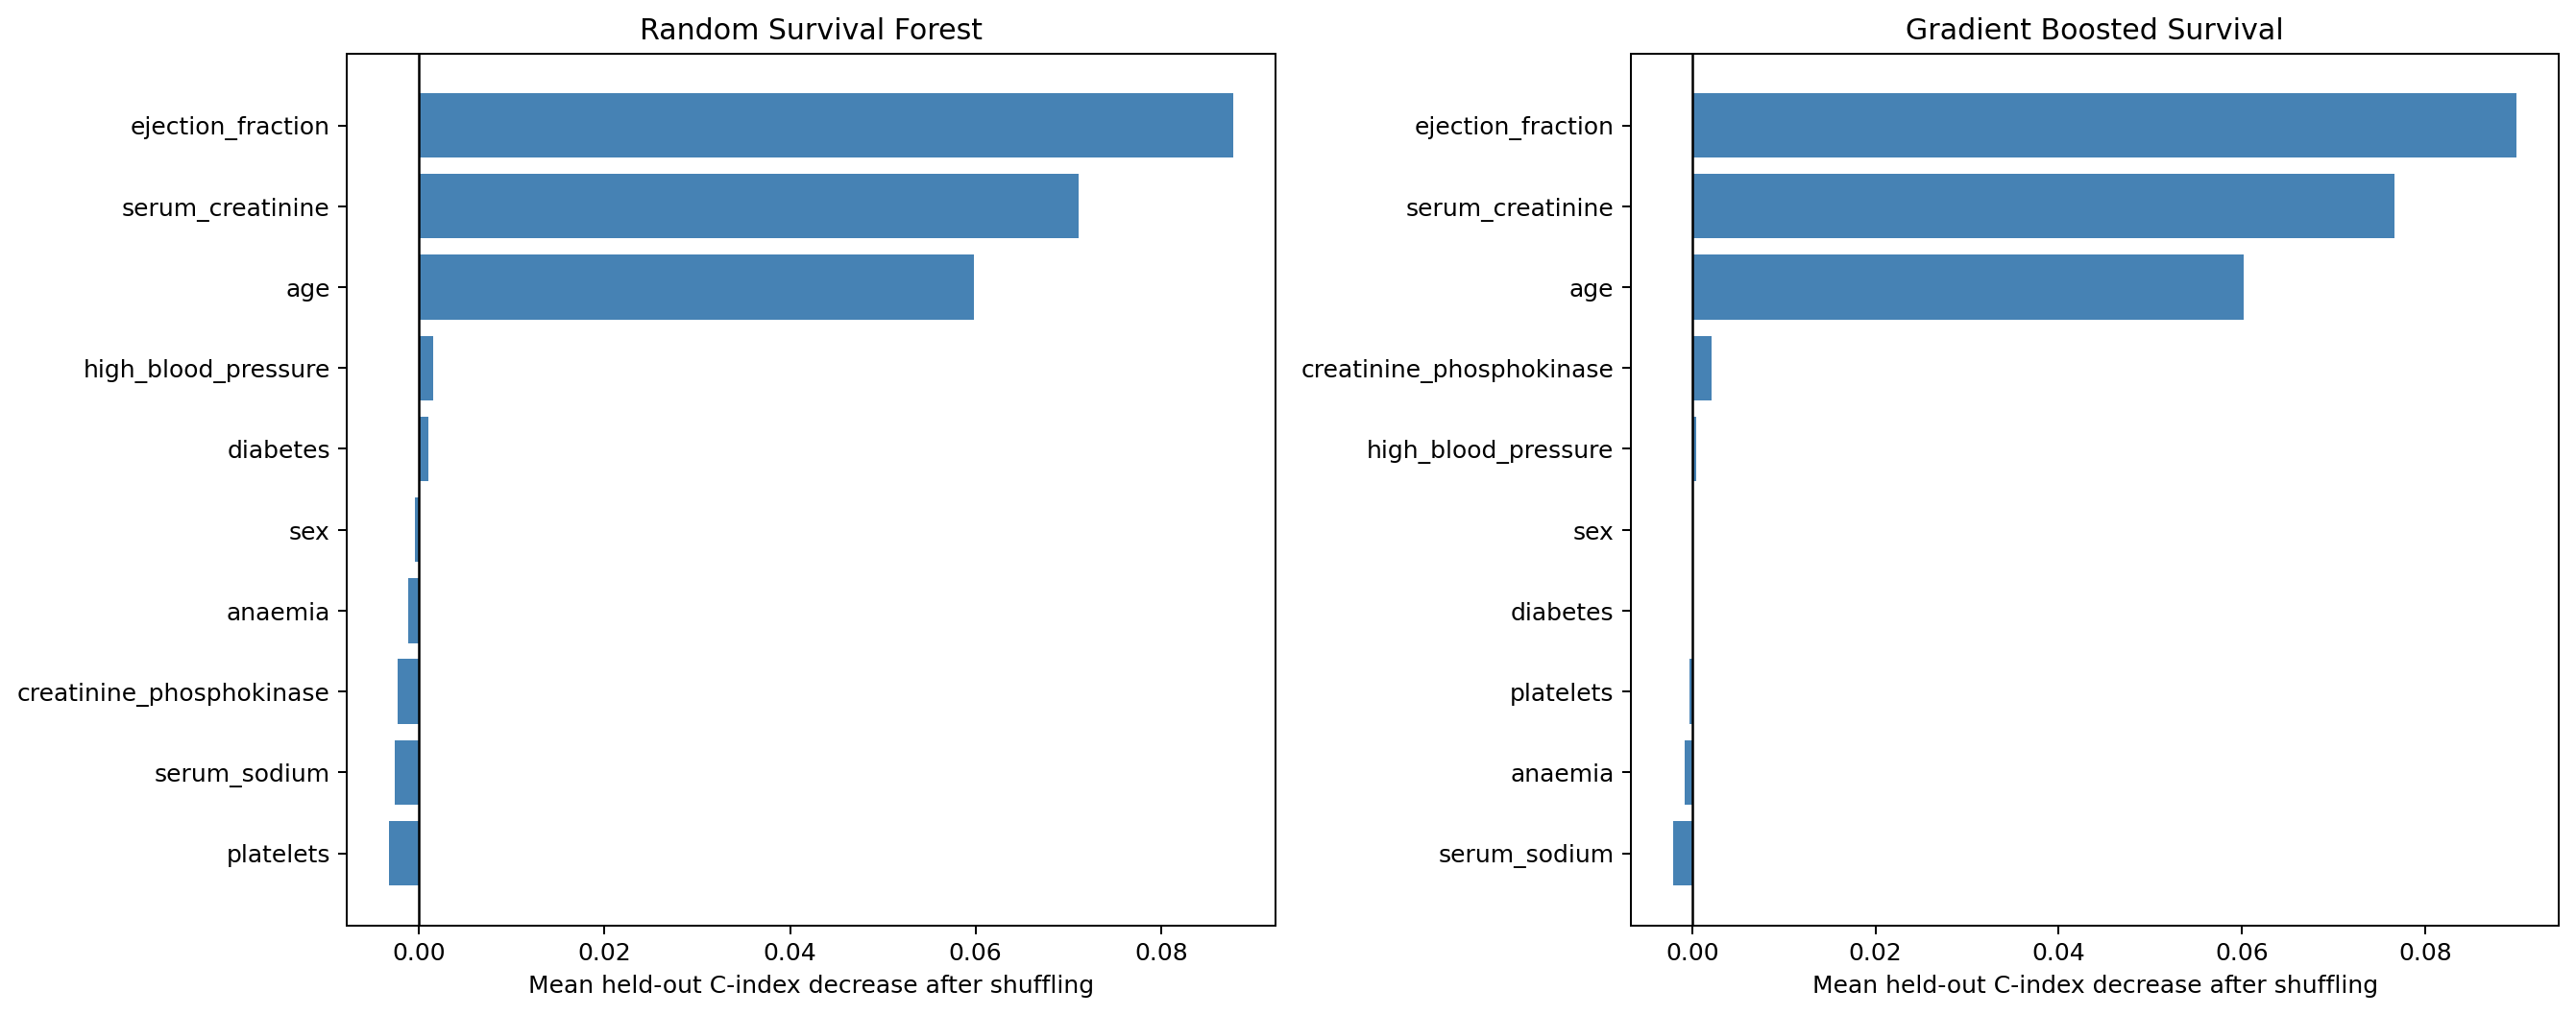 Random Survival Forest
ejection_fraction
serum_creatinine
age
high_blood_pressure
diabetes
sex
anaemia
creatinine_phosphokinase
serum_sodium
platelets
0.00 0.02 0.04 0.06 0.08
Mean held-out C-index decrease after shuffling
Gradient Boosted Survival
ejection_fraction
serum_creatinine
age
creatinine_phosphokinase
high_blood_pressure
sex
diabetes
platelets
anaemia
serum_sodium
0.00 0.02 0.04 0.06 0.08
Mean held-out C-index decrease after shuffling